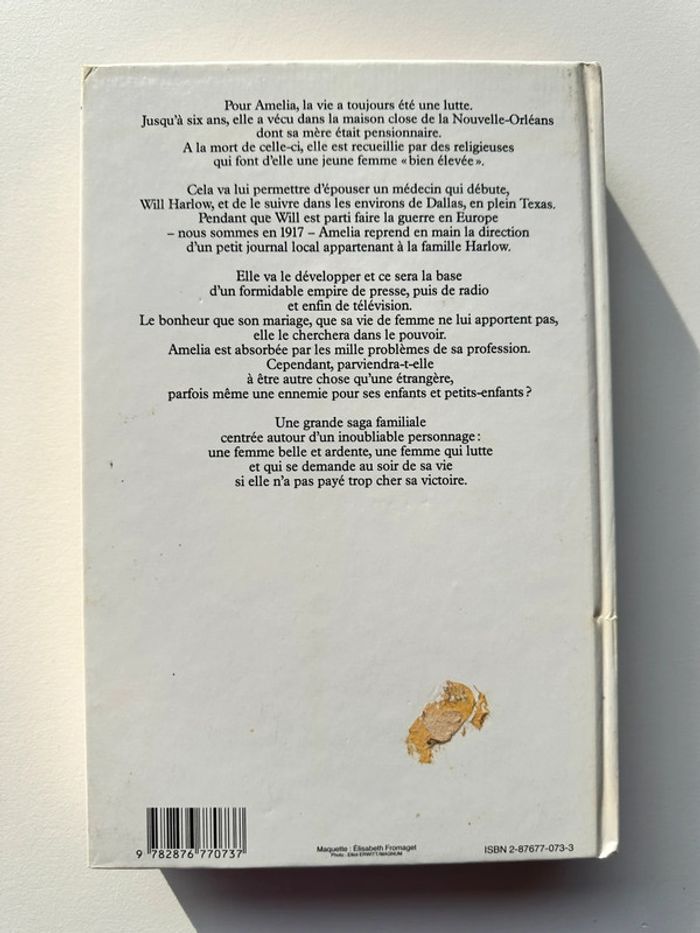 Pour Amelia, la vie a toujours été une lutte.
Jusqu'à six ans, elle a vécu dans la maison close de la Nouvelle-Orléans
dont sa mère était pensionnaire.
A la mort de celle-ci, elle est recueillie par des religieuses
qui font d'elle une jeune femme « bien élevée ».
Cela va lui permettre d'épouser un médecin qui débute,
Will Harlow, et de le suivre dans les environs de Dallas, en plein Texas.
Pendant que Will est parti faire la guerre en Europe
– nous sommes en 1917 – Amelia reprend en main la direction
d'un petit journal local appartenant à la famille Harlow.
Elle va le développer et ce sera la base
d'un formidable empire de presse, puis de radio
et enfin de télévision.
Le bonheur que son mariage, que sa vie de femme ne lui apportent pas,
elle le cherchera dans le pouvoir.
Amelia est absorbée par les mille problèmes de sa profession.
Cependant, parviendra-t-elle
à être autre chose qu'une étrangère,
parfois même une ennemie pour ses enfants et petits-enfants ?
Une grande saga familiale
centrée autour d'un inoubliable personnage :
une femme belle et ardente, une femme qui lutte
et qui se demande au soir de sa vie
si elle n'a pas payé trop cher sa victoire.
9 782876 770737
Maquette : Élisabeth Fromaget
Photo : Elliott ERWITT/MAGNUM
ISBN 2-87677-073-3